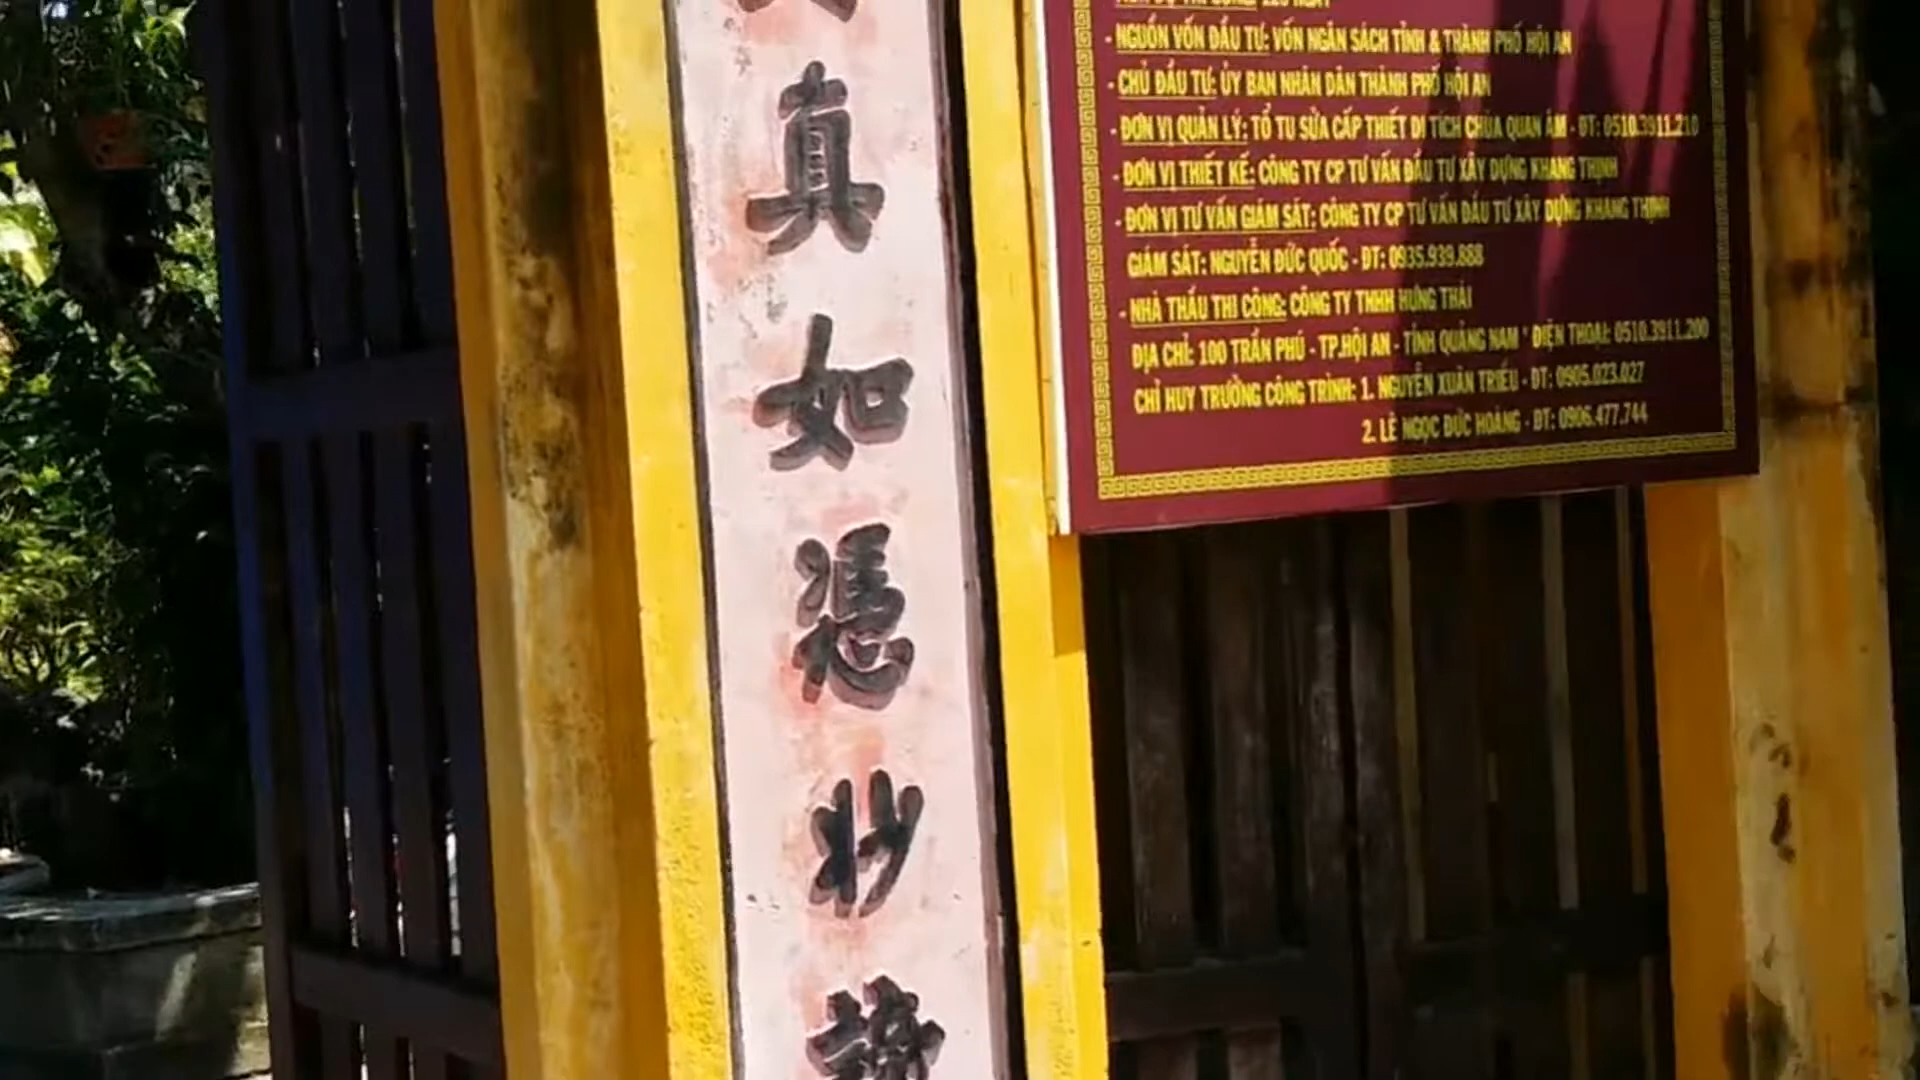 真
如
憑
妙
- NGUỒN VỐN ĐẦU TƯ: VỐN NGÂN SÁCH TỈNH & THÀNH PHỐ HỘI AN
- CHỦ ĐẦU TƯ: ỦY BAN NHÂN DÂN THÀNH PHỐ HỘI AN
- ĐƠN VỊ QUẢN LÝ: TỔ TU SỬA CẤP THIẾT DI TÍCH CHÙA QUAN ÂM - ĐT: 0510.3911.210
- ĐƠN VỊ THIẾT KẾ: CÔNG TY CP TƯ VẤN ĐẦU TƯ XÂY DỰNG KHANG THỊNH
- ĐƠN VỊ TƯ VẤN GIÁM SÁT: CÔNG TY CP TƯ VẤN ĐẦU TƯ XÂY DỰNG KHANG THỊNH
GIÁM SÁT: NGUYỄN ĐỨC QUỐC - ĐT: 0935.939.888
- NHÀ THẦU THI CÔNG: CÔNG TY TNHH HƯNG THÁI
ĐỊA CHỈ: 100 TRẦN PHÚ - TP.HỘI AN - TỈNH QUẢNG NAM * ĐIỆN THOẠI: 0510.3911.200
CHỈ HUY TRƯỞNG CÔNG TRÌNH: 1. NGUYỄN XUÂN TRIỀU - ĐT: 0905.023.027
2. LÊ NGỌC ĐỨC HOÀNG - ĐT: 0906.477.744